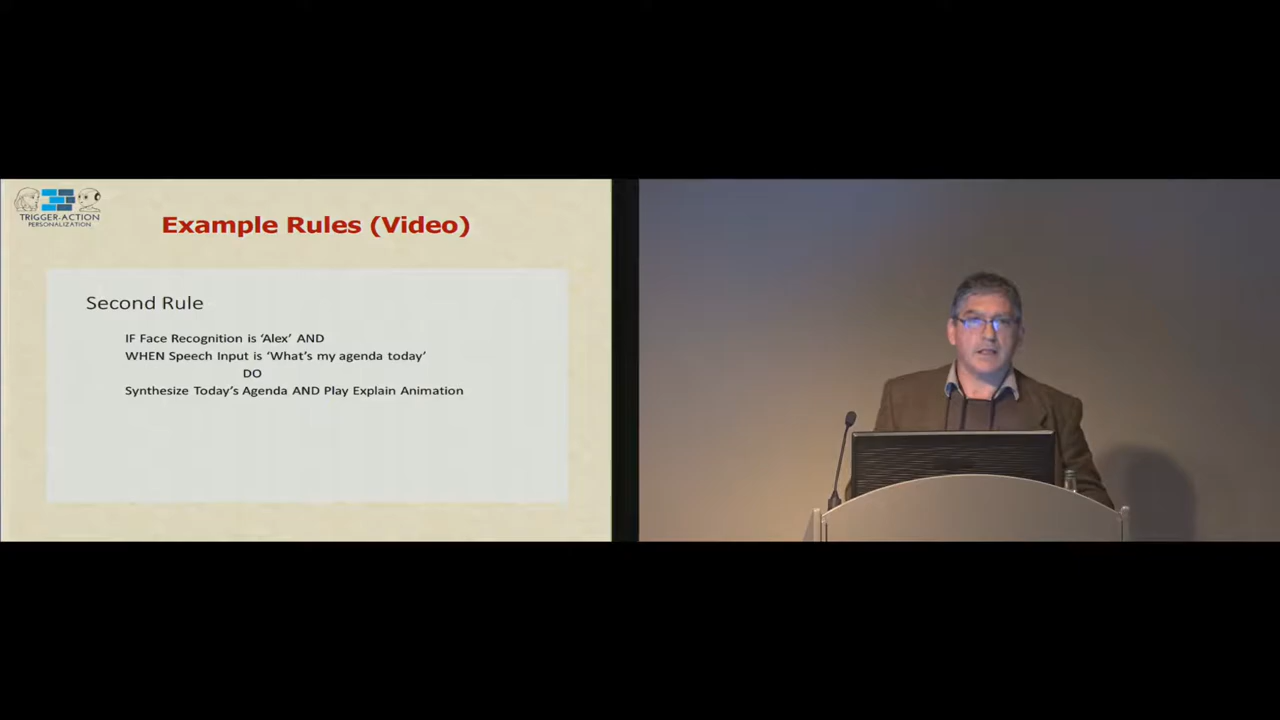 TRIGGER-ACTION
PERSONALIZATION
Example Rules (Video)
Second Rule
IF Face Recognition is ‘Alex’ AND
WHEN Speech Input is ‘What’s my agenda today’
DO
Synthesize Today’s Agenda AND Play Explain Animation